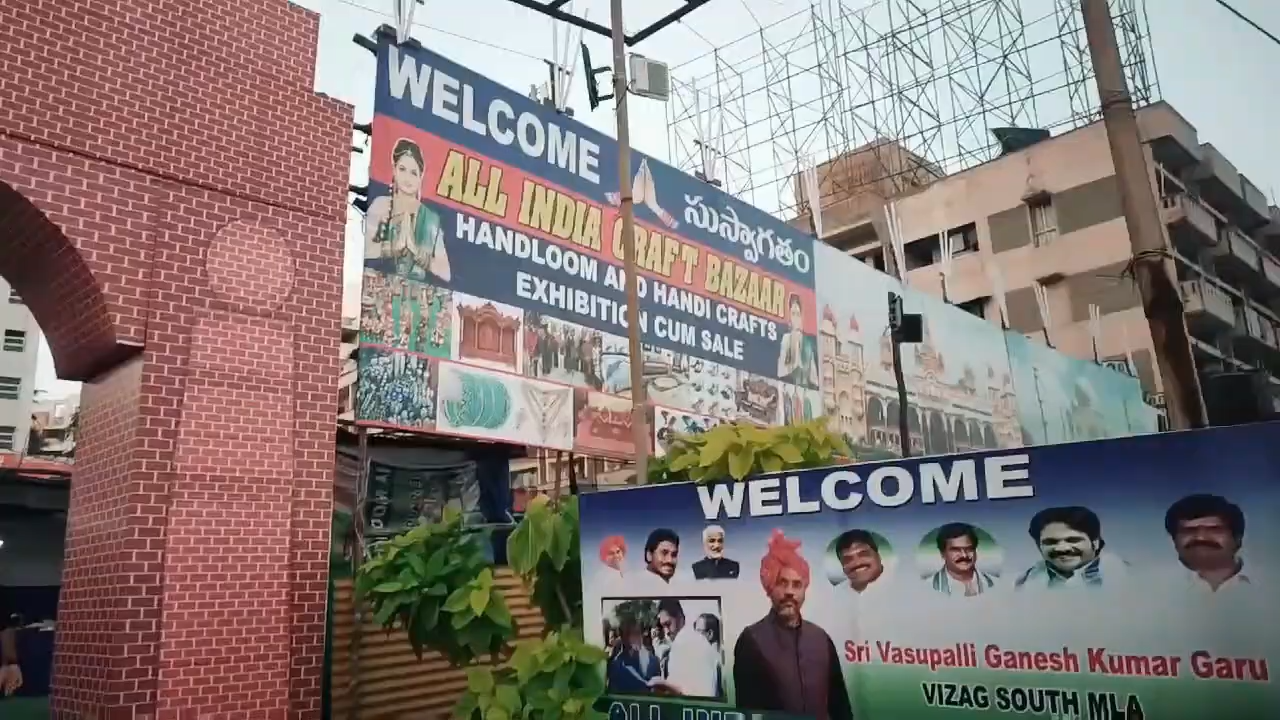 WELCOME
సుస్వాగతం
ALL INDIA CRAFT BAZAAR
HANDLOOM AND HANDI CRAFTS
EXHIBITION CUM SALE
WELCOME
Sri Vasupalli Ganesh Kumar Garu
VIZAG SOUTH MLA
ALL